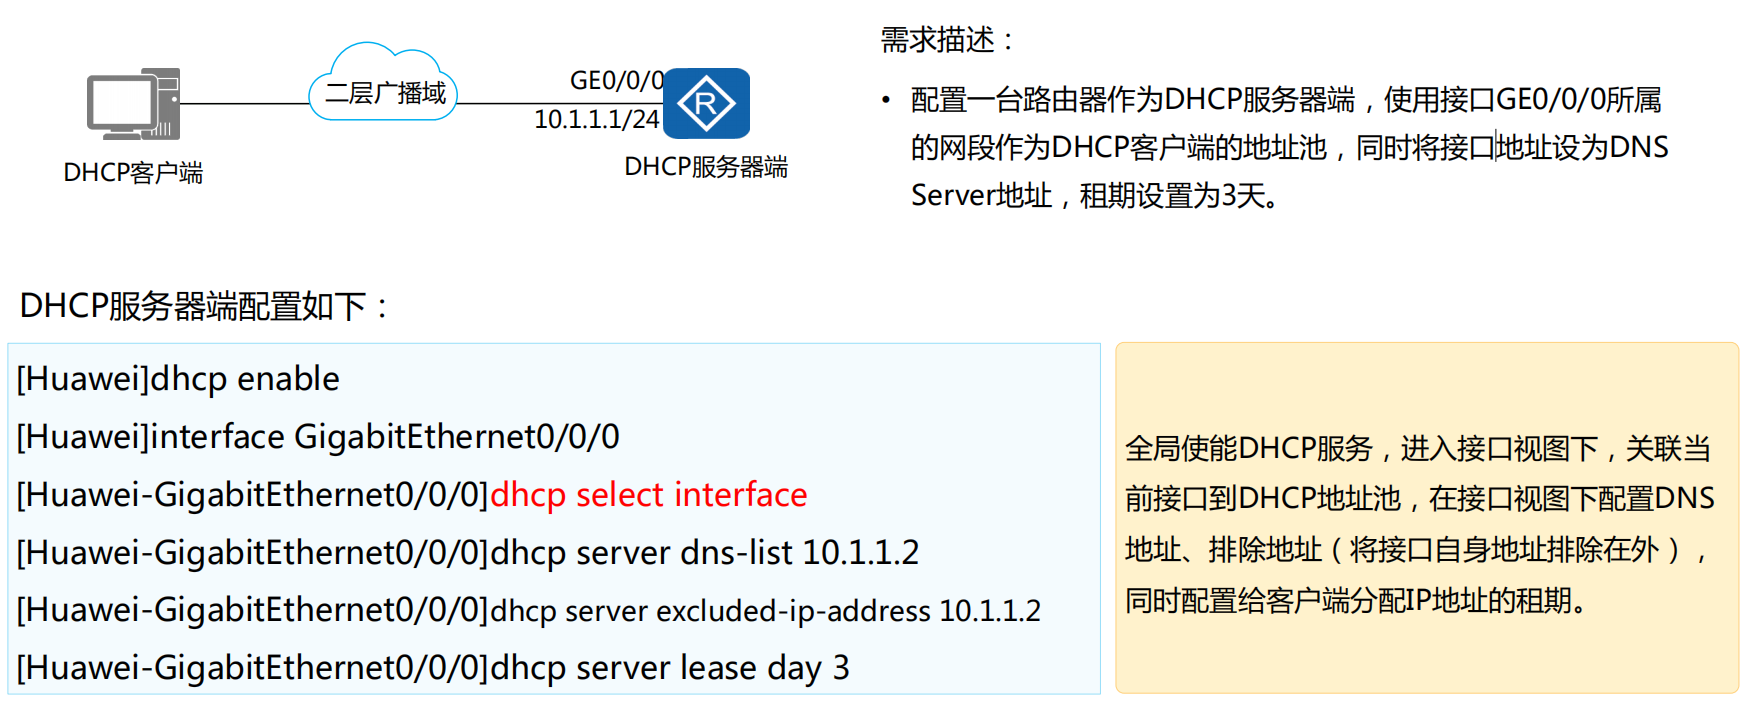 需求描述：
二层广播域
GE0/0/0
R
10.1.1.1/24
DHCP客户端
DHCP服务器端
• 配置一台路由器作为DHCP服务器端，使用接口GE0/0/0所属
的网段作为DHCP客户端的地址池，同时将接口地址设为DNS
Server地址，租期设置为3天。
DHCP服务器端配置如下：
[Huawei]dhcp enable
[Huawei]interface GigabitEthernet0/0/0
[Huawei-GigabitEthernet0/0/0]dhcp select interface
[Huawei-GigabitEthernet0/0/0]dhcp server dns-list 10.1.1.2
[Huawei-GigabitEthernet0/0/0]dhcp server excluded-ip-address 10.1.1.2
[Huawei-GigabitEthernet0/0/0]dhcp server lease day 3
全局使能DHCP服务，进入接口视图下，关联当
前接口到DHCP地址池，在接口视图下配置DNS
地址、排除地址（将接口自身地址排除在外），
同时配置给客户端分配IP地址的租期。